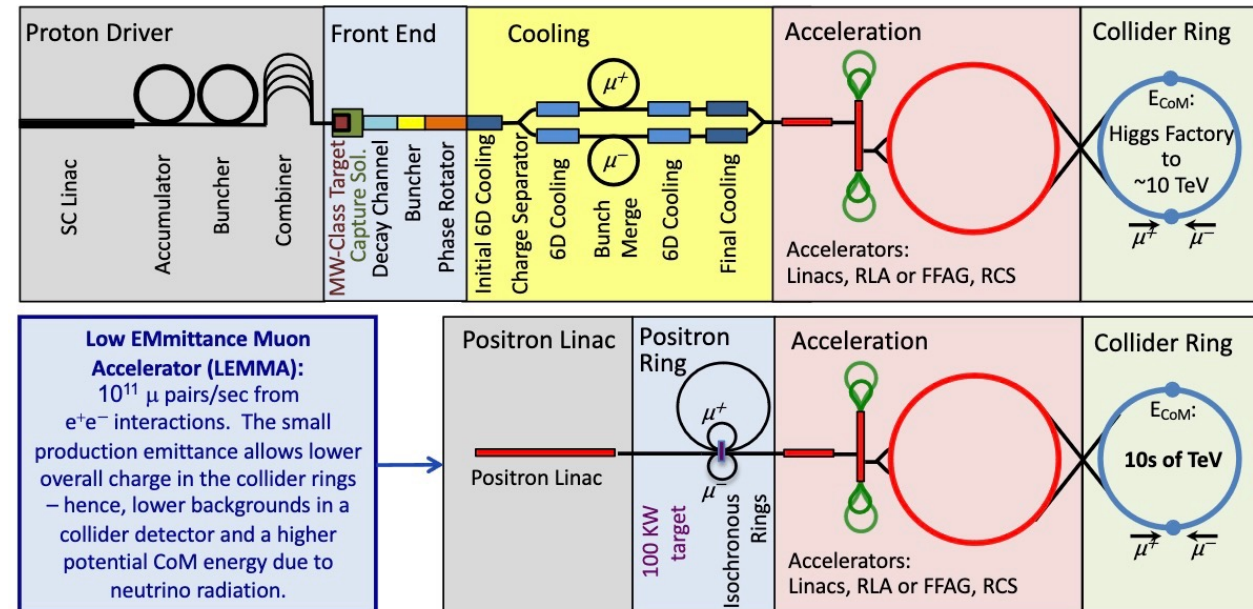 Proton Driver
Front End
Cooling
Acceleration
Collider Ring
SC Linac
Accumulator
Buncher
Combiner
MW-Class Target
Capture Sol.
Decay Channel
Buncher
Phase Rotator
Initial 6D Cooling
Charge Separator
6D Cooling
Bunch
Merge
6D Cooling
Final Cooling
μ+
μ−
Accelerators:
Linacs, RLA or FFAG, RCS
ECoM:
Higgs Factory
to
~10 TeV
μ+ μ−
Low EMmittance Muon
Accelerator (LEMMA):
10¹¹ μ pairs/sec from
e⁺e⁻ interactions. The small
production emittance allows lower
overall charge in the collider rings
– hence, lower backgrounds in a
collider detector and a higher
potential CoM energy due to
neutrino radiation.
Positron Linac
Positron
Ring
Acceleration
Collider Ring
Positron Linac
μ+
μ−
100 KW
target
Isochronous
Rings
Accelerators:
Linacs, RLA or FFAG, RCS
ECoM:
10s of TeV
μ+ μ−